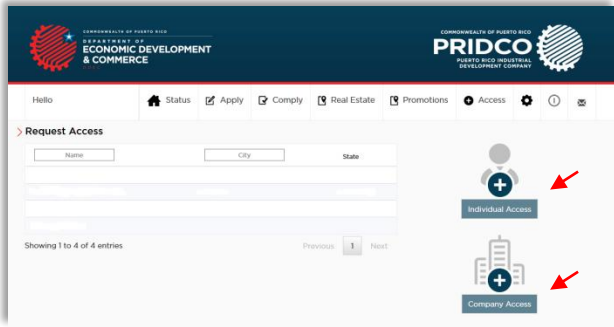 COMMONWEALTH OF PUERTO RICO
DEPARTMENT OF
ECONOMIC DEVELOPMENT
& COMMERCE
COMMONWEALTH OF PUERTO RICO
PRIDCO
PUERTO RICO INDUSTRIAL
DEVELOPMENT COMPANY
Hello Status Apply Comply Real Estate Promotions Access
Request Access
Name City State
Individual Access
Showing 1 to 4 of 4 entries Previous 1 Next
Company Access